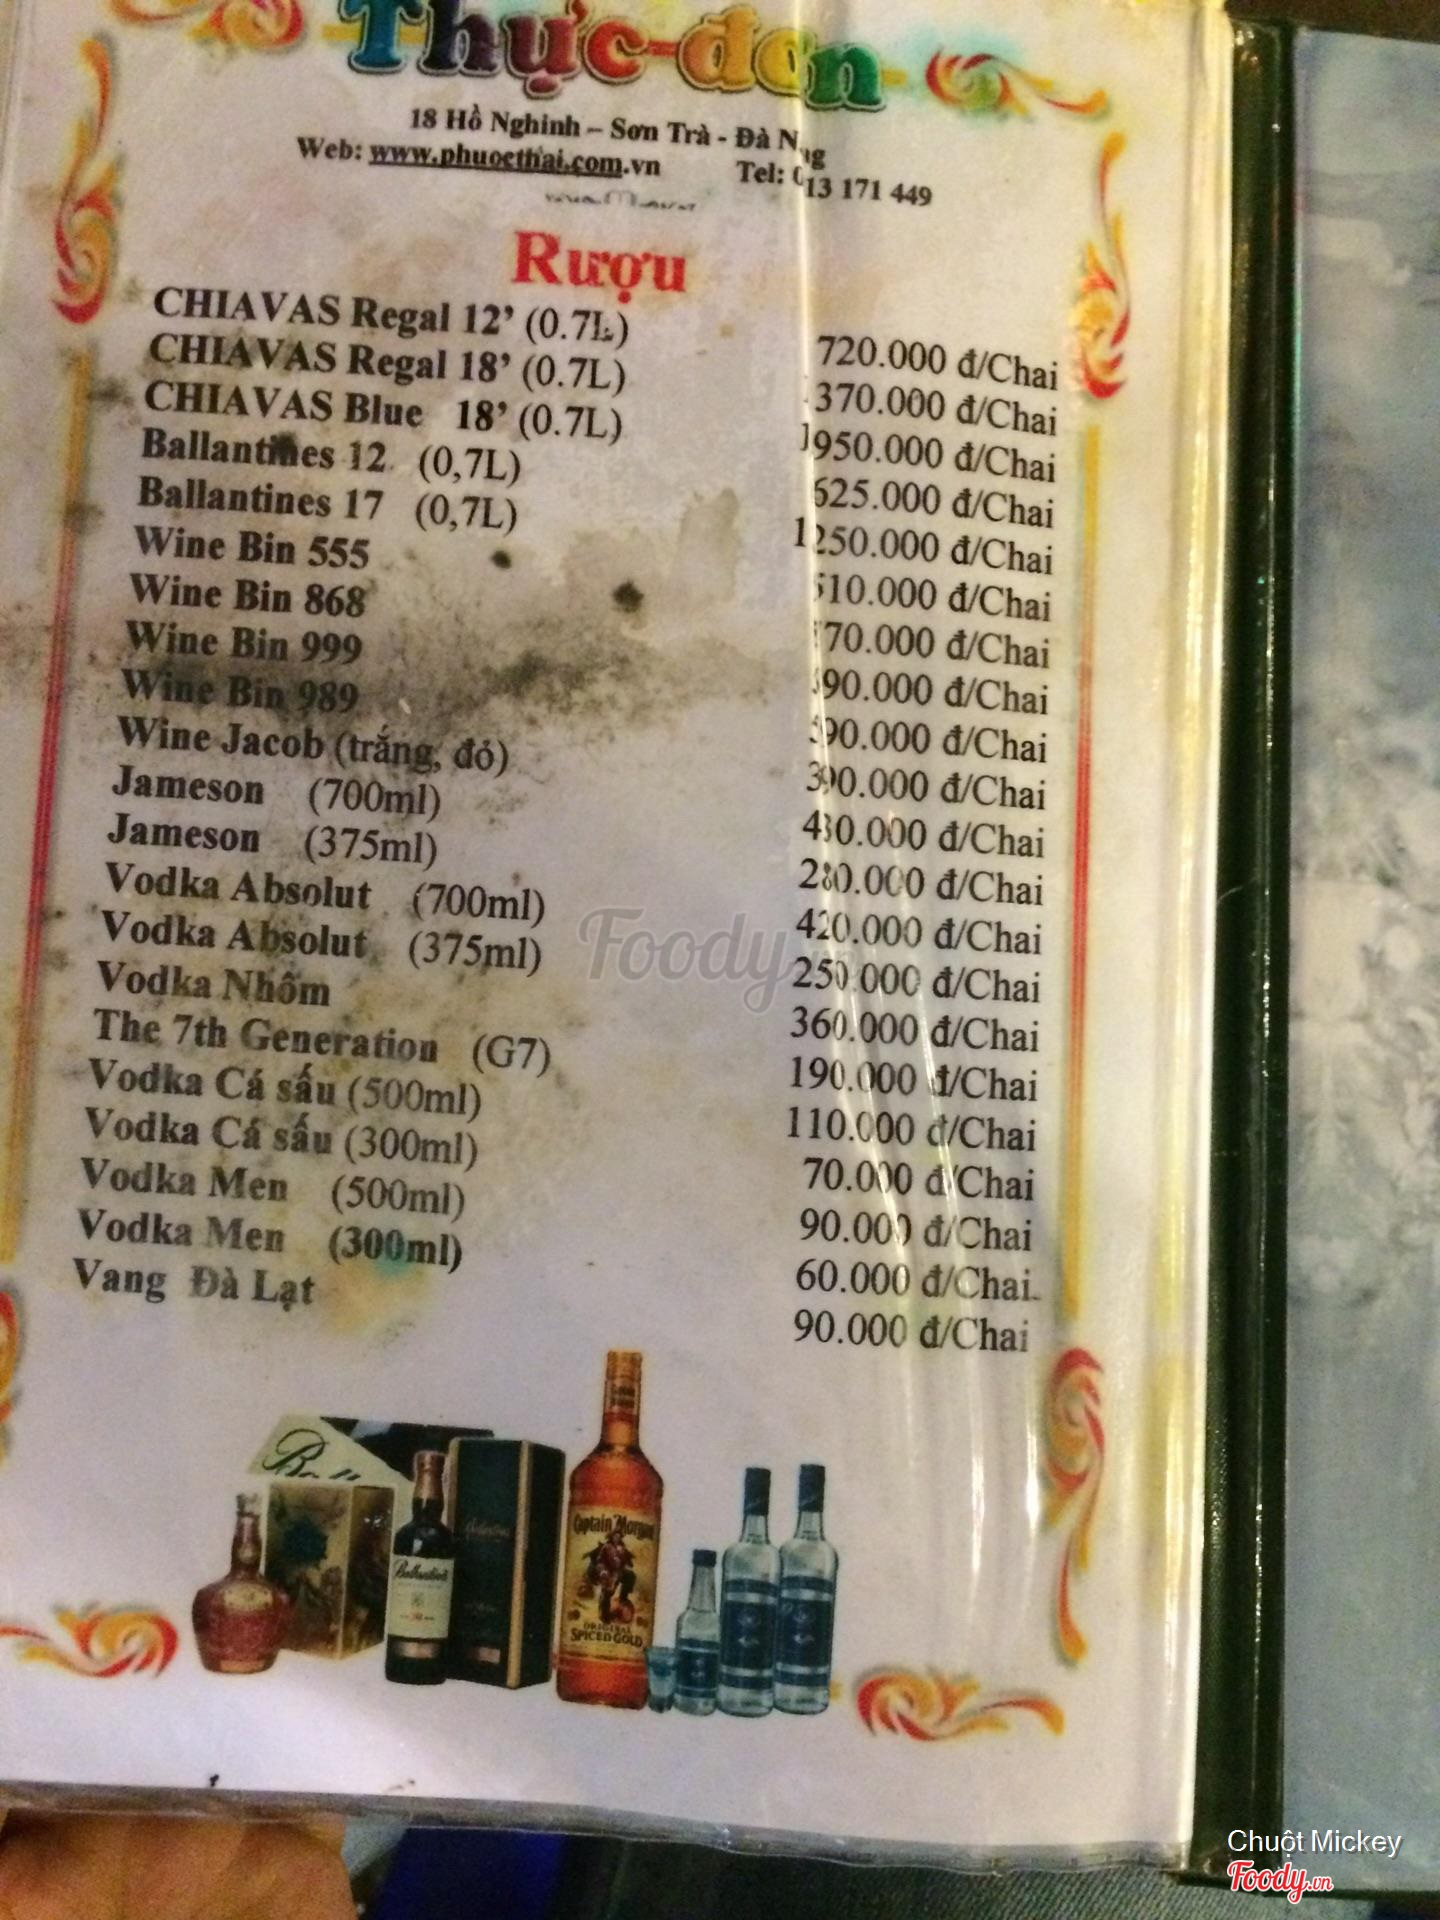 Thực-đơn
18 Hồ Nghinh – Sơn Trà - Đà
Web: www.phuocthai.com.vn Tel: 13 171 449
Rượu
CHIAVAS Regal 12’ (0.7L) 720.000 đ/Chai
CHIAVAS Regal 18’ (0.7L) 370.000 đ/Chai
CHIAVAS Blue 18’ (0.7L) 1950.000 đ/Chai
Ballantines 12 (0,7L) 625.000 đ/Chai
Ballantines 17 (0,7L) 1250.000 đ/Chai
Wine Bin 555 510.000 đ/Chai
Wine Bin 868 70.000 đ/Chai
Wine Bin 999 90.000 đ/Chai
Wine Bin 989 90.000 đ/Chai
Wine Jacob (trắng, đỏ) 390.000 đ/Chai
Jameson (700ml) đ/Chai
Jameson (375ml) 280.000 đ/Chai
Vodka Absolut (700ml) 420.000 đ/Chai
Vodka Absolut (375ml) 250.000 đ/Chai
Vodka Nhôm 360.000 đ/Chai
The 7th Generation (G7) 190.000 đ/Chai
Vodka Cá sấu (500ml) 110.000 đ/Chai
Vodka Cá sấu (300ml) 70.000 đ/Chai
Vodka Men (500ml) 90.000 đ/Chai
Vodka Men (300ml) 60.000 đ/Chai
Vang Đà Lạt 90.000 đ/Chai
Foody.vn
Ballantine's
Captain Morgan
ORIGINAL
SPICED GOLD
Chuột Mickey
Foody.vn